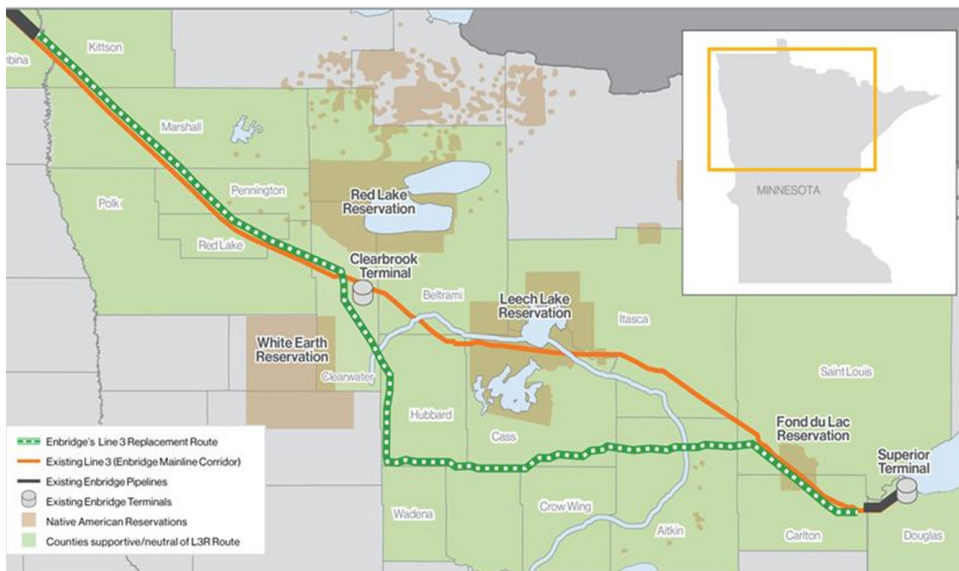 Kittson
mbina
Marshall
MINNESOTA
Pennington
Polk
Red Lake
Reservation
Red Lake
Clearbrook
Terminal
Beltrami
Leech Lake
Reservation
Itasca
White Earth
Reservation
Clearwater
Saint Louis
Hubbard
Cass
Fond du Lac
Reservation
Superior
Terminal
Enbridge's Line 3 Replacement Route
Existing Line 3 (Enbridge Mainline Corridor)
Existing Enbridge Pipelines
Existing Enbridge Terminals
Native American Reservations
Counties supportive/neutral of L3R Route
Wadena
Crow Wing
Aitkin
Carlton
Douglas